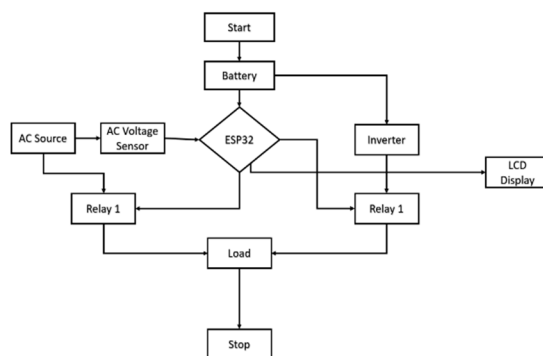 Start
Battery
AC Source
AC Voltage
Sensor
ESP32
Inverter
LCD
Display
Relay 1
Relay 1
Load
Stop